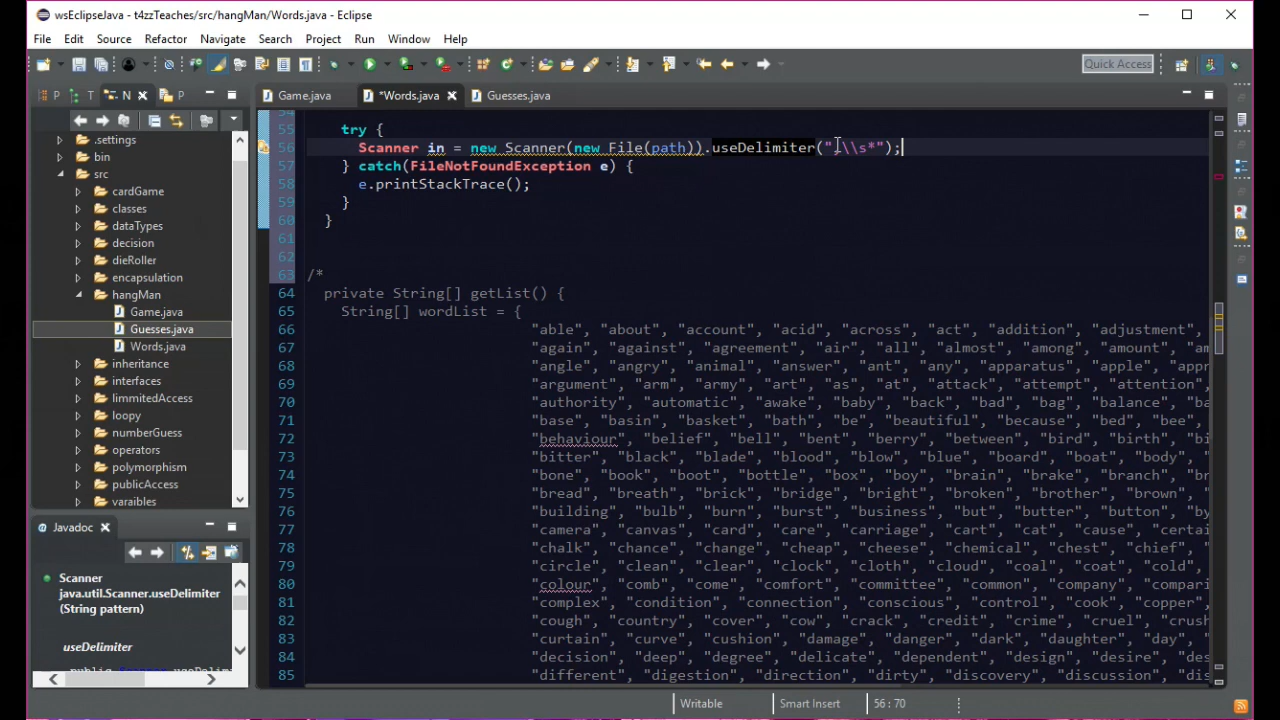 wsEclipseJava - t4zzTeaches/src/hangMan/Words.java - Eclipse
File Edit Source Refactor Navigate Search Project Run Window Help
Quick Access
P T N P
Game.java *Words.java Guesses.java
.settings
bin
src
cardGame
classes
dataTypes
decision
dieRoller
encapsulation
hangMan
Game.java
Guesses.java
Words.java
inheritance
interfaces
limmitedAccess
loopy
numberGuess
operators
polymorphism
publicAccess
varaibles
Javadoc
Scanner
java.util.Scanner.useDelimiter
(String pattern)
useDelimiter
54
55 try {
56 Scanner in = new Scanner(new File(path)).useDelimiter(",\\s*");
57 } catch(FileNotFoundException e) {
58 e.printStackTrace();
59 }
60 }
61
62
63 /*
64 private String[] getList() {
65 String[] wordList = {
66 "able", "about", "account", "acid", "across", "act", "addition", "adjustment",
67 "again", "against", "agreement", "air", "all", "almost", "among", "amount",
68 "angle", "angry", "animal", "answer", "ant", "any", "apparatus", "apple",
69 "argument", "arm", "army", "art", "as", "at", "attack", "attempt", "attention",
70 "authority", "automatic", "awake", "baby", "back", "bad", "bag", "balance",
71 "base", "basin", "basket", "bath", "be", "beautiful", "because", "bed", "bee",
72 "behaviour", "belief", "bell", "bent", "berry", "between", "bird", "birth",
73 "bitter", "black", "blade", "blood", "blow", "blue", "board", "boat", "body",
74 "bone", "book", "boot", "bottle", "box", "boy", "brain", "brake", "branch",
75 "bread", "breath", "brick", "bridge", "bright", "broken", "brother", "brown",
76 "building", "bulb", "burn", "burst", "business", "but", "butter", "button",
77 "camera", "canvas", "card", "care", "carriage", "cart", "cat", "cause",
78 "chalk", "chance", "change", "cheap", "cheese", "chemical", "chest", "chief",
79 "circle", "clean", "clear", "clock", "cloth", "cloud", "coal", "coat", "cold",
80 "colour", "comb", "come", "comfort", "committee", "common", "company",
81 "complex", "condition", "connection", "conscious", "control", "cook", "copper",
82 "cough", "country", "cover", "cow", "crack", "credit", "crime", "cruel",
83 "curtain", "curve", "cushion", "damage", "danger", "dark", "daughter", "day",
84 "decision", "deep", "degree", "delicate", "dependent", "design", "desire",
85 "different", "digestion", "direction", "dirty", "discovery", "discussion",
Writable Smart Insert 56 : 70